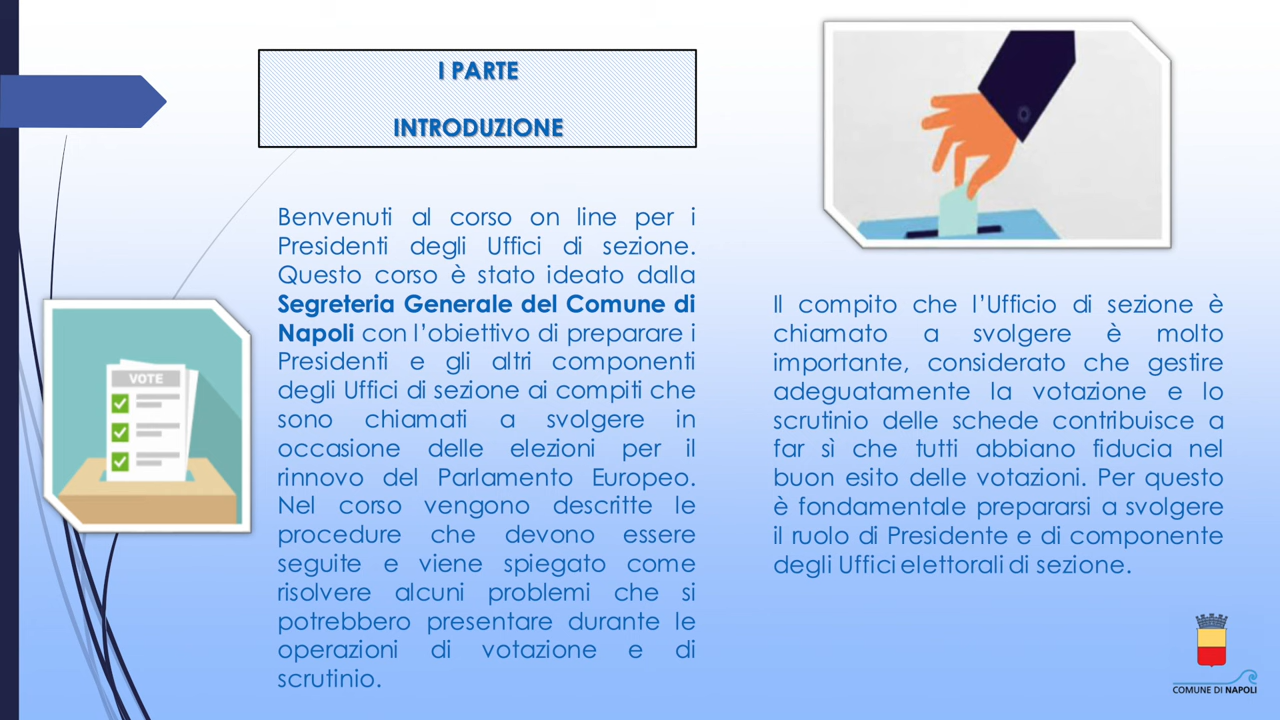 I PARTE
INTRODUZIONE
Benvenuti al corso on line per i
Presidenti degli Uffici di sezione.
Questo corso è stato ideato dalla
Segreteria Generale del Comune di
Napoli con l’obiettivo di preparare i
Presidenti e gli altri componenti
degli Uffici di sezione ai compiti che
sono chiamati a svolgere in
occasione delle elezioni per il
rinnovo del Parlamento Europeo.
Nel corso vengono descritte le
procedure che devono essere
seguite e viene spiegato come
risolvere alcuni problemi che si
potrebbero presentare durante le
operazioni di votazione e di
scrutinio.
VOTE
Il compito che l’Ufficio di sezione è
chiamato a svolgere è molto
importante, considerato che gestire
adeguatamente la votazione e lo
scrutinio delle schede contribuisce a
far sì che tutti abbiano fiducia nel
buon esito delle votazioni. Per questo
è fondamentale prepararsi a svolgere
il ruolo di Presidente e di componente
degli Uffici elettorali di sezione.
COMUNE DI NAPOLI